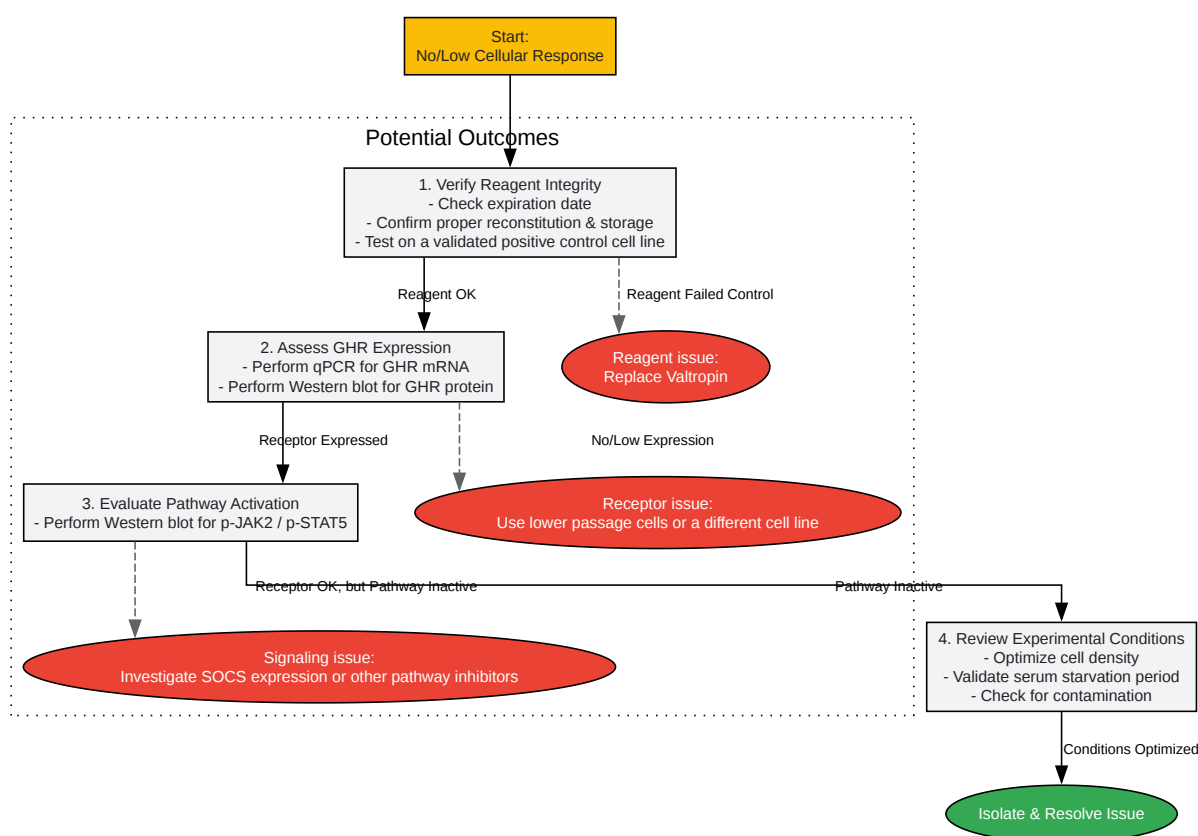 Start:
No/Low Cellular Response
Potential Outcomes
1. Verify Reagent Integrity
- Check expiration date
- Confirm proper reconstitution & storage
- Test on a validated positive control cell line
Reagent OK
Reagent Failed Control
2. Assess GHR Expression
- Perform qPCR for GHR mRNA
- Perform Western blot for GHR protein
Reagent issue:
Replace Valtropin
Receptor Expressed
No/Low Expression
3. Evaluate Pathway Activation
- Perform Western blot for p-JAK2 / p-STAT5
Receptor issue:
Use lower passage cells or a different cell line
Receptor OK, but Pathway Inactive
Pathway Inactive
Signaling issue:
Investigate SOCS expression or other pathway inhibitors
4. Review Experimental Conditions
- Optimize cell density
- Validate serum starvation period
- Check for contamination
Conditions Optimized
Isolate & Resolve Issue